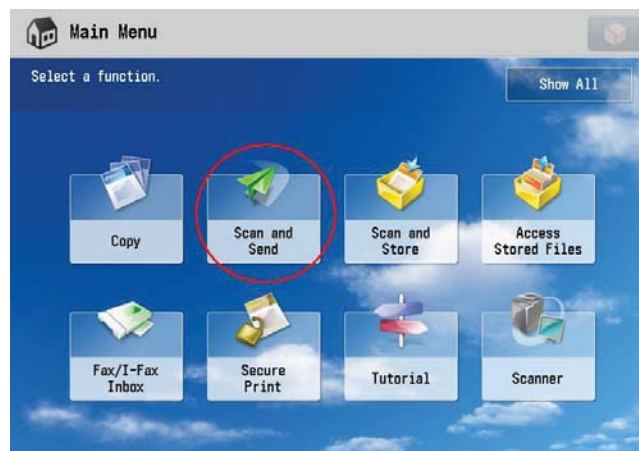 Main Menu
Select a function.
Show All
Copy
Scan and
Send
Scan and
Store
Access
Stored Files
Fax/I-Fax
Inbox
Secure
Print
Tutorial
Scanner